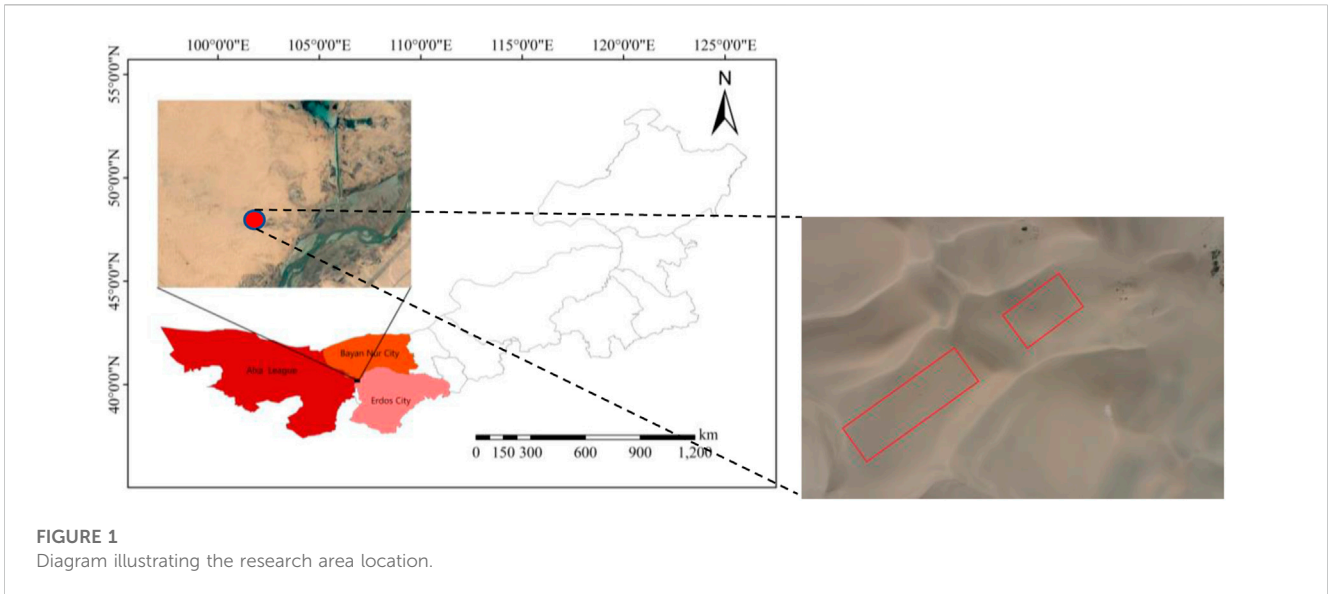 100°0'0"E 105°0'0"E 110°0'0"E 115°0'0"E 120°0'0"E 125°0'0"E
55°0'0"N
50°0'0"N
45°0'0"N
40°0'0"N
N
Bayan Nur City
Alxa League
Erdos City
km
0 150 300 600 900 1,200
FIGURE 1
Diagram illustrating the research area location.